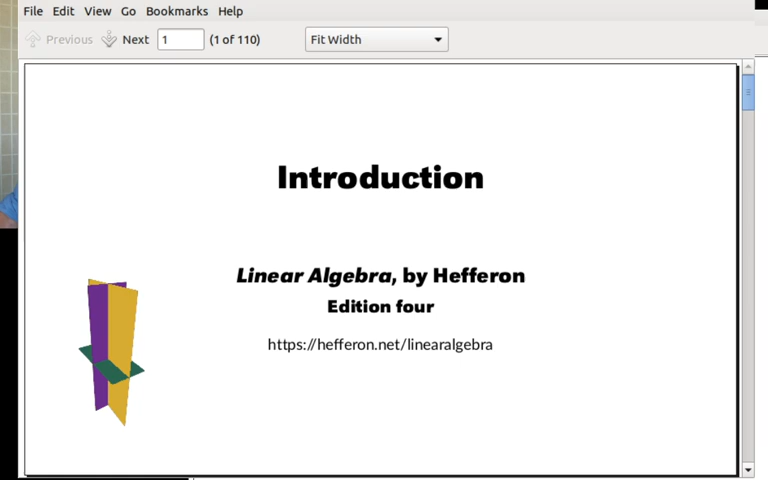 File Edit View Go Bookmarks Help
Previous Next 1 (1 of 110) Fit Width
Introduction
Linear Algebra, by Hefferon
Edition four
https://hefferon.net/linearalgebra